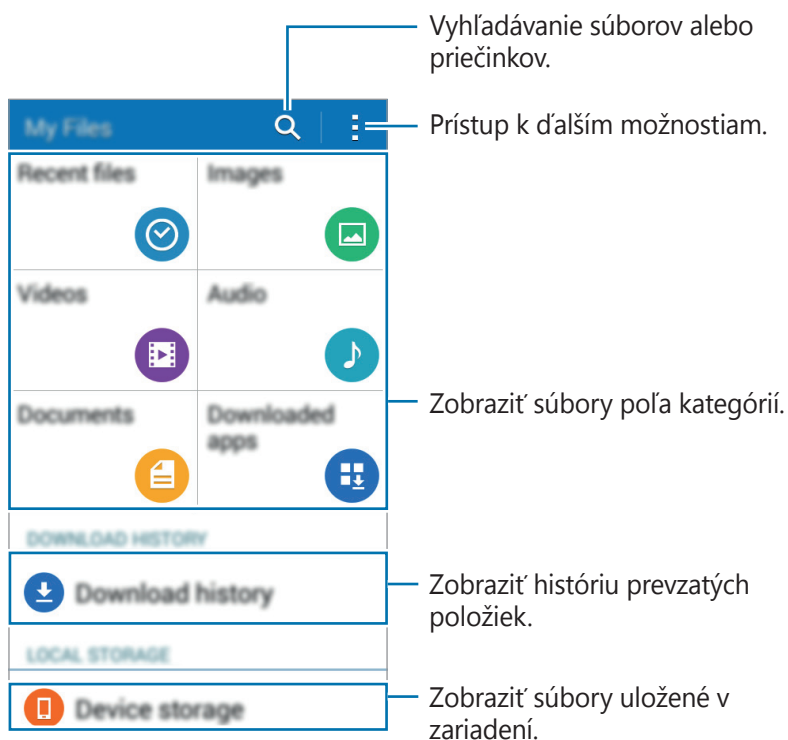 Vyhľadávanie súborov alebo
priečinkov.
My Files
Prístup k ďalším možnostiam.
Recent files
Images
Videos
Audio
Zobraziť súbory poľa kategórií.
Documents
Downloaded
apps
DOWNLOAD HISTORY
Download history
Zobraziť históriu prevzatých
položiek.
LOCAL STORAGE
Device storage
Zobraziť súbory uložené v
zariadení.